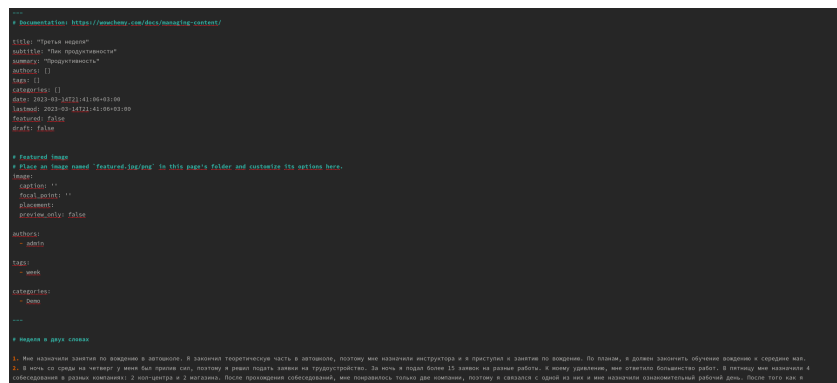 ---
# Documentation: https://wowchemy.com/docs/managing-content/
title: "Третья неделя"
subtitle: "Пик продуктивности"
summary: "Продуктивность"
authors: []
tags: []
categories: []
date: 2023-03-14T21:41:06+03:00
lastmod: 2023-03-14T21:41:06+03:00
featured: false
draft: false
# Featured image
# Place an image named `featured.jpg/png` in this page's folder and customize its options here.
image:
caption: ''
focal_point: ''
placement:
preview_only: false
authors:
- admin
tags:
- week
categories:
- Demo
---
# Неделя в двух словах
1. Мне назначили занятия по вождению в автошколе. Я закончил теоретическую часть в автошколе, поэтому мне назначили инструктора и я приступил к занятию по вождению. По планам, я должен закончить обучение вождению к середине мая.
2. В ночь со среды на четверг у меня был прилив сил, поэтому я решил подать заявки на трудоустройство. За ночь я подал более 15 заявок на разные работы. К моему удивлению, мне ответило большинство работ. В пятницу мне назначили 4
собеседования в разных компаниях: 2 кол-центра и 2 магазина. После прохождения собеседований, мне понравилось только две компании, поэтому я связался с одной из них и мне назначили ознакомительный рабочий день. После того как я